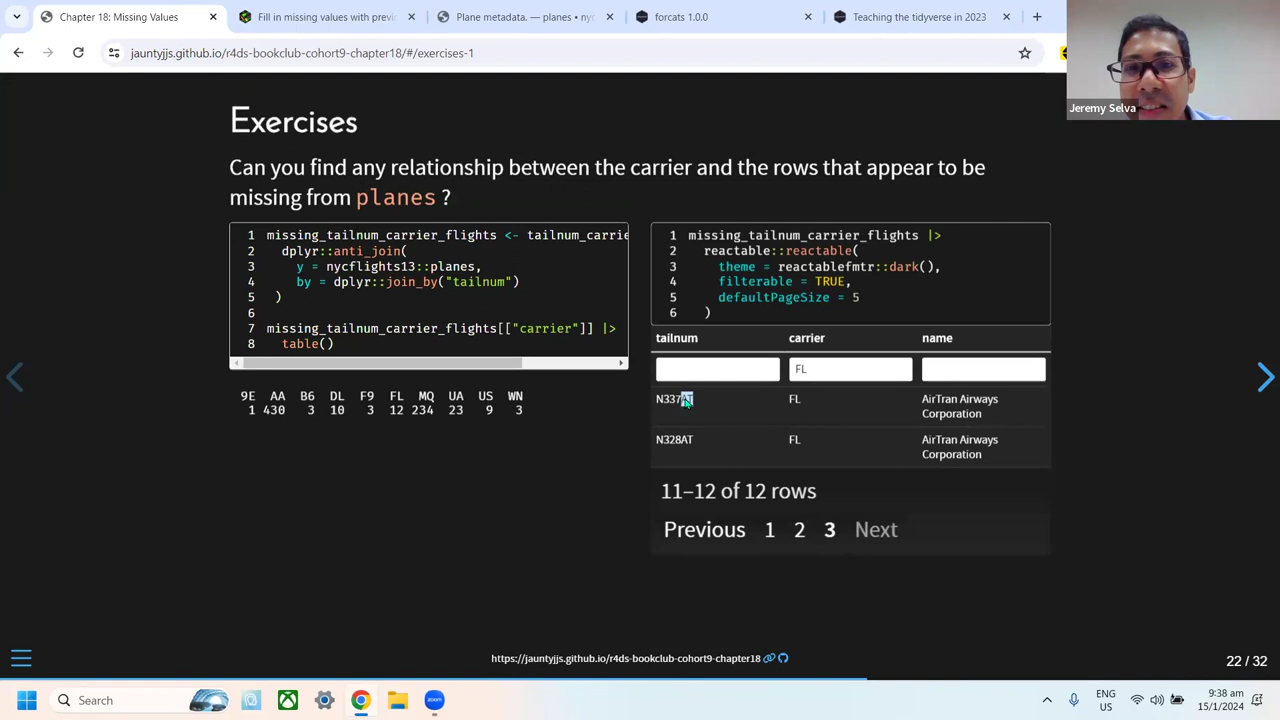 Chapter 18: Missing Values
Fill in missing values with previ
Plane metadata. — planes • nyc
forcats 1.0.0
Teaching the tidyverse in 2023
jauntyjjs.github.io/r4ds-bookclub-cohort9-chapter18/#/exercises-1
Jeremy Selva
Exercises
Can you find any relationship between the carrier and the rows that appear to be
missing from planes ?
1 missing_tailnum_carrier_flights <- tailnum_carrie
2 dplyr::anti_join(
3 y = nycflights13::planes,
4 by = dplyr::join_by("tailnum")
5 )
6
7 missing_tailnum_carrier_flights[["carrier"]] |>
8 table()
9E AA B6 DL F9 FL MQ UA US WN
1 430 3 10 3 12 234 23 9 3
1 missing_tailnum_carrier_flights |>
2 reactable::reactable(
3 theme = reactablefmtr::dark(),
4 filterable = TRUE,
5 defaultPageSize = 5
6 )
tailnum carrier name
FL
N337AT FL AirTran Airways
Corporation
N328AT FL AirTran Airways
Corporation
11–12 of 12 rows
Previous 1 2 3 Next
https://jauntyjjs.github.io/r4ds-bookclub-cohort9-chapter18
22 / 32
Search
ENG
US
9:38 am
15/1/2024
zoom